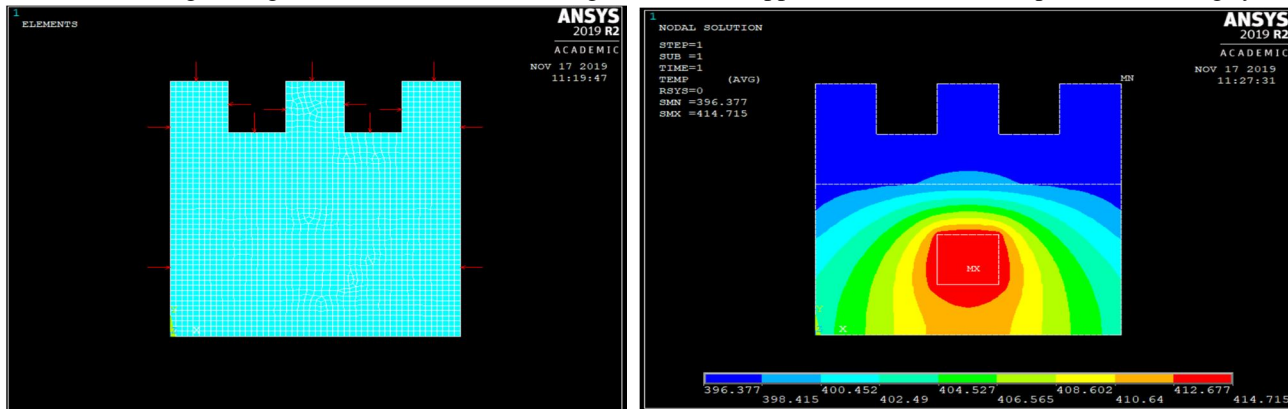 1
ELEMENTS
ANSYS
2019 R2
ACADEMIC
NOV 17 2019
11:19:47
Y
X
1
NODAL SOLUTION
STEP=1
SUB =1
TIME=1
TEMP (AVG)
RSYS=0
SMN =396.377
SMX =414.715
ANSYS
2019 R2
ACADEMIC
NOV 17 2019
11:27:31
MN
MX
Y
X
396.377 400.452 404.527 408.602 412.677
398.415 402.49 406.565 410.64 414.715